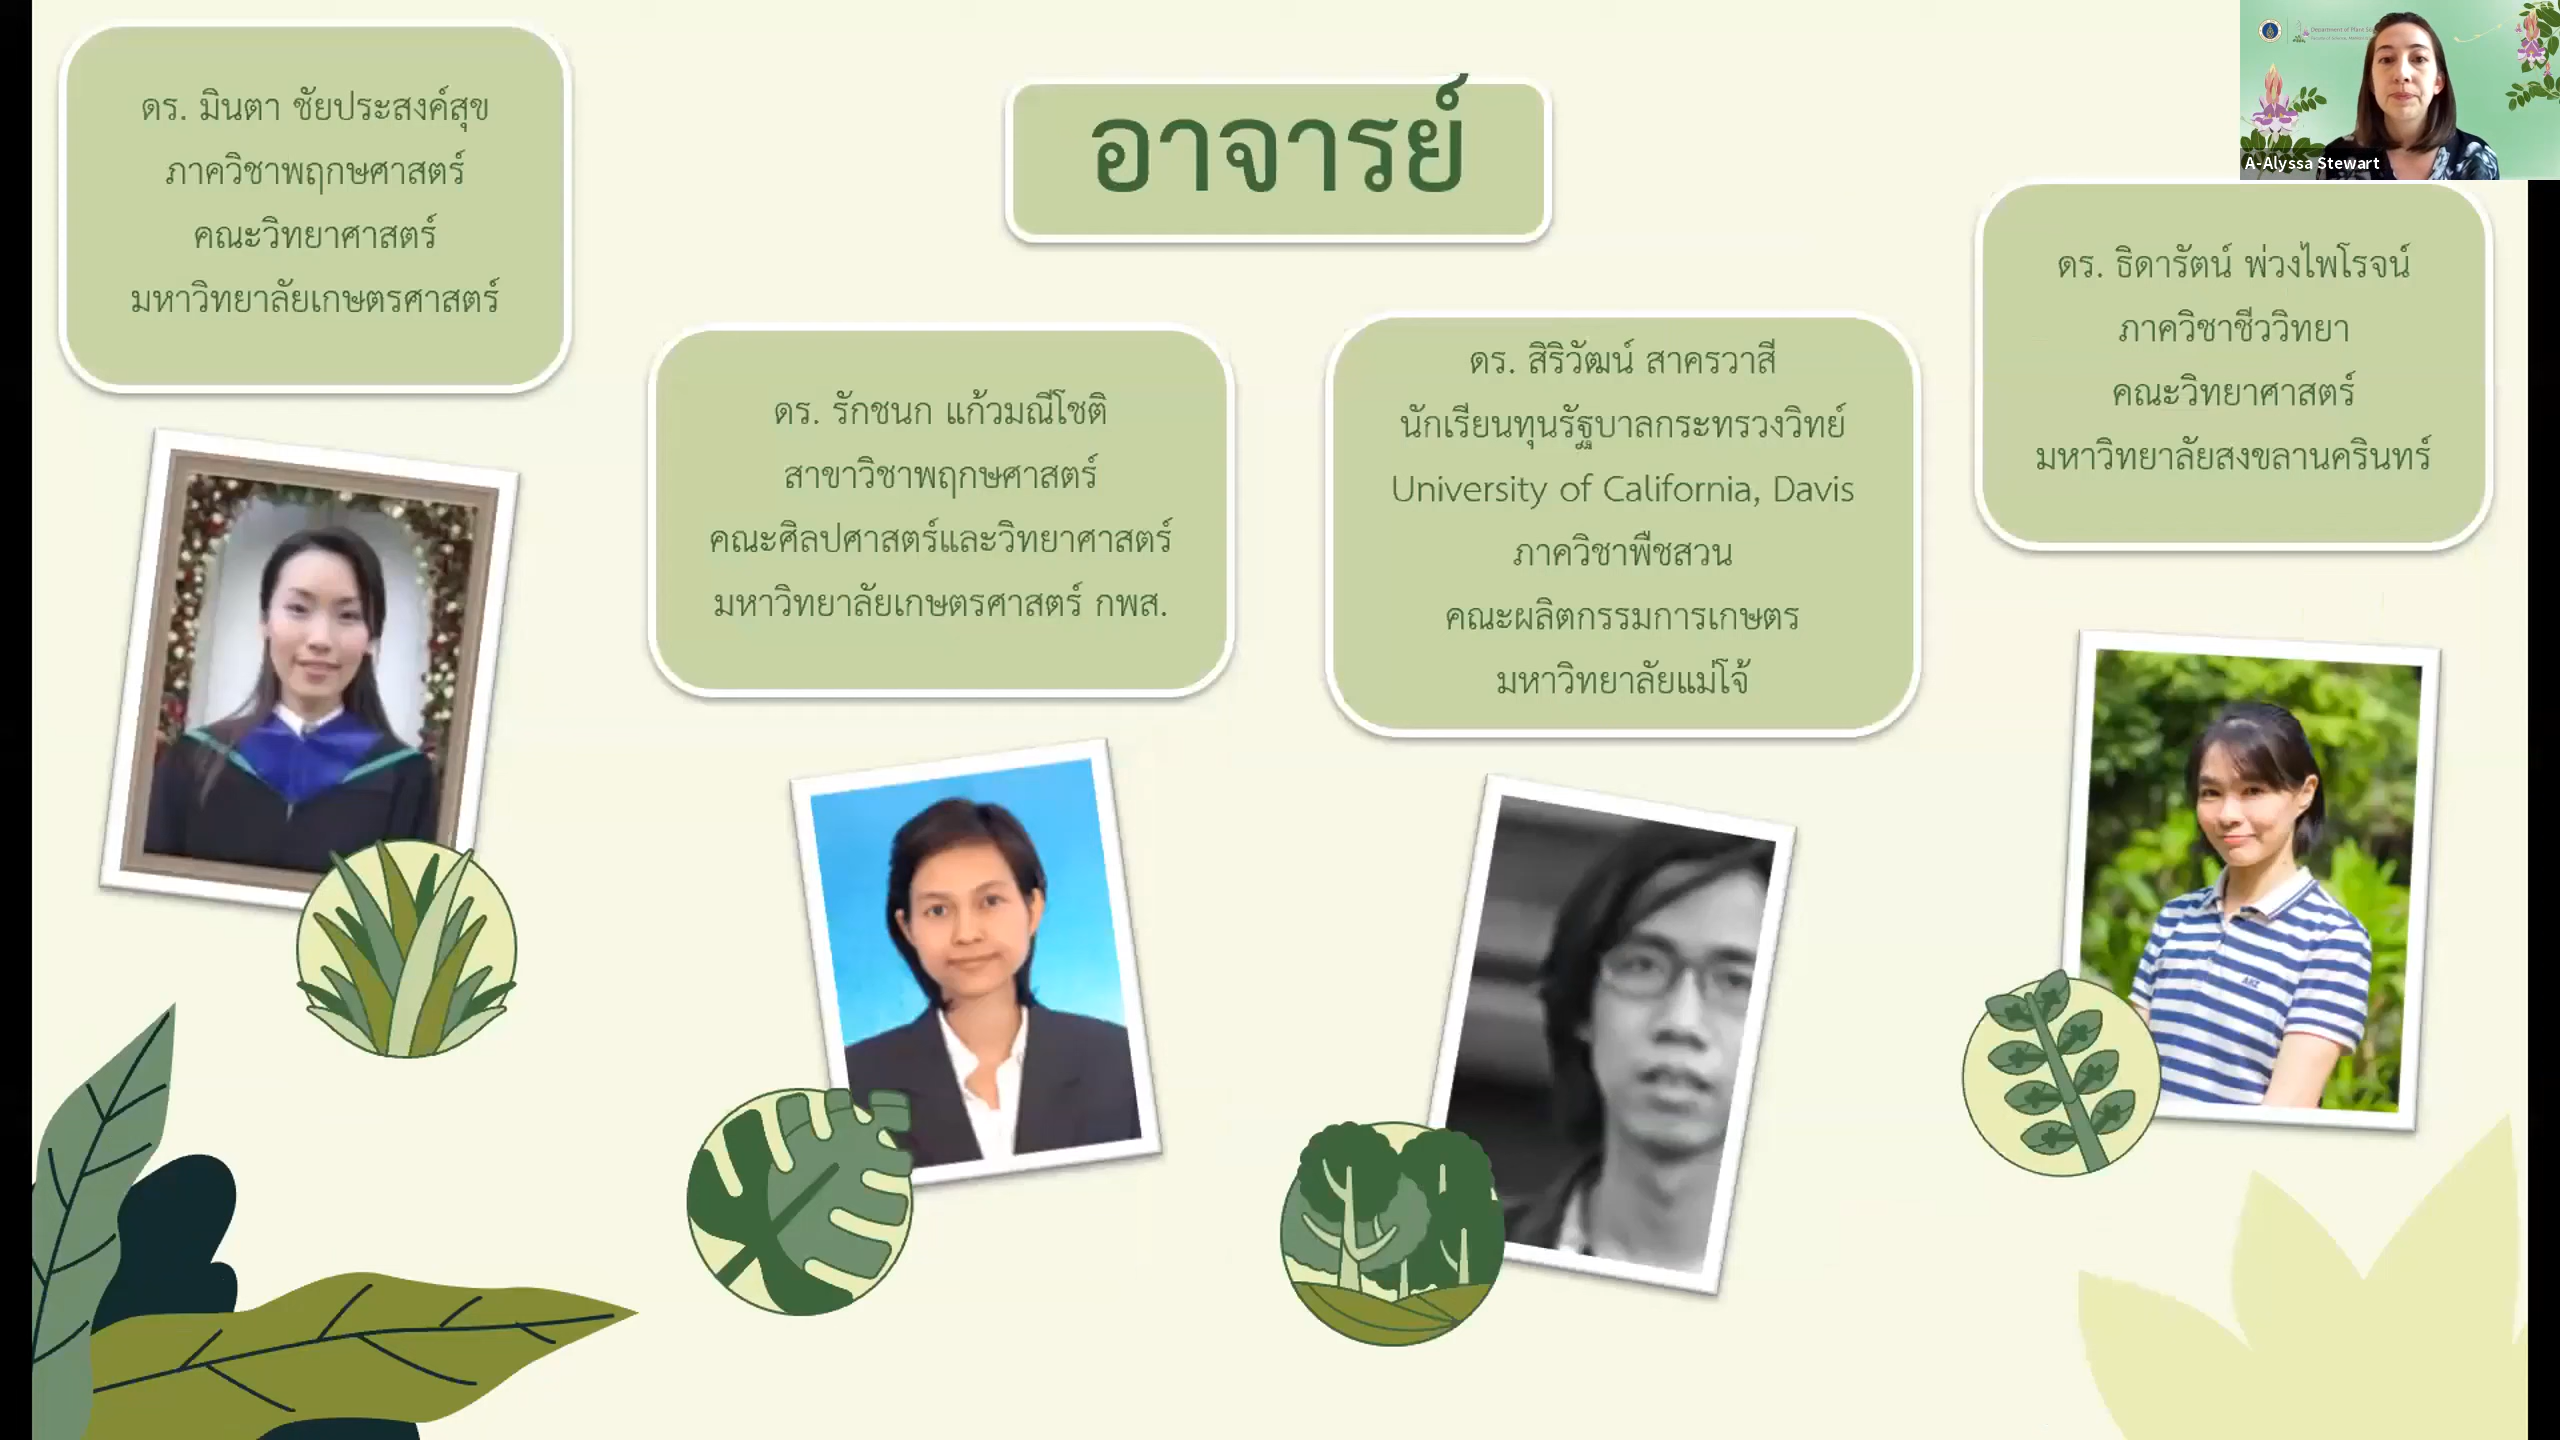 อาจารย์
ดร. มินตา ชัยประสงค์สุข
ภาควิชาพฤกษศาสตร์
คณะวิทยาศาสตร์
มหาวิทยาลัยเกษตรศาสตร์
ดร. รักชนก แก้วมณีโชติ
สาขาวิชาพฤกษศาสตร์
คณะศิลปศาสตร์และวิทยาศาสตร์
มหาวิทยาลัยเกษตรศาสตร์ กพส.
ดร. สิริวัฒน์ สาครวาสี
นักเรียนทุนรัฐบาลกระทรวงวิทย์
University of California, Davis
ภาควิชาพืชสวน
คณะผลิตกรรมการเกษตร
มหาวิทยาลัยแม่โจ้
ดร. ธิดารัตน์ พ่วงไพโรจน์
ภาควิชาชีววิทยา
คณะวิทยาศาสตร์
มหาวิทยาลัยสงขลานครินทร์
Department of Plant
A-Alyssa Stewart